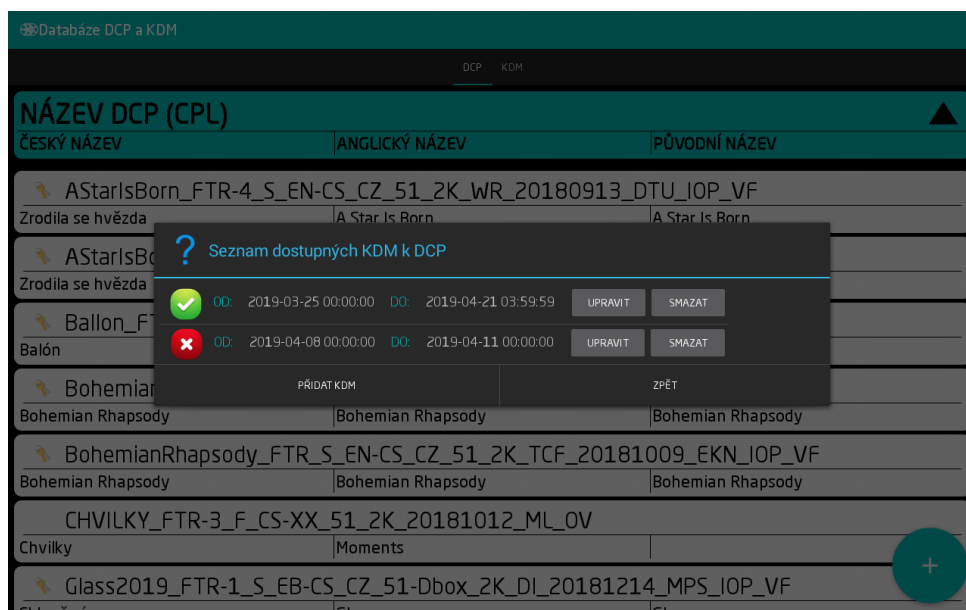 Databáze DCP a KDM
DCP KDM
NÁZEV DCP (CPL)
ČESKÝ NÁZEV ANGLICKÝ NÁZEV PŮVODNÍ NÁZEV
AStarIsBorn_FTR-4_S_EN-CS_CZ_51_2K_WR_20180913_DTU_IOP_VF
Zrodila se hvězda A Star Is Born A Star Is Born
AStarIsBo
Zrodila se hvězda
Seznam dostupných KDM k DCP
OD: 2019-03-25 00:00:00 DO: 2019-04-21 03:59:59 UPRAVIT SMAZAT
OD: 2019-04-08 00:00:00 DO: 2019-04-11 00:00:00 UPRAVIT SMAZAT
PŘIDAT KDM ZPĚT
Ballon_FT
Balón
Bohemian
Bohemian Rhapsody Bohemian Rhapsody Bohemian Rhapsody
BohemianRhapsody_FTR_S_EN-CS_CZ_51_2K_TCF_20181009_EKN_IOP_VF
Bohemian Rhapsody Bohemian Rhapsody Bohemian Rhapsody
CHVILKY_FTR-3_F_CS-XX_51_2K_20181012_ML_OV
Chvilky Moments
Glass2019_FTR-1_S_EB-CS_CZ_51-Dbox_2K_DI_20181214_MPS_IOP_VF